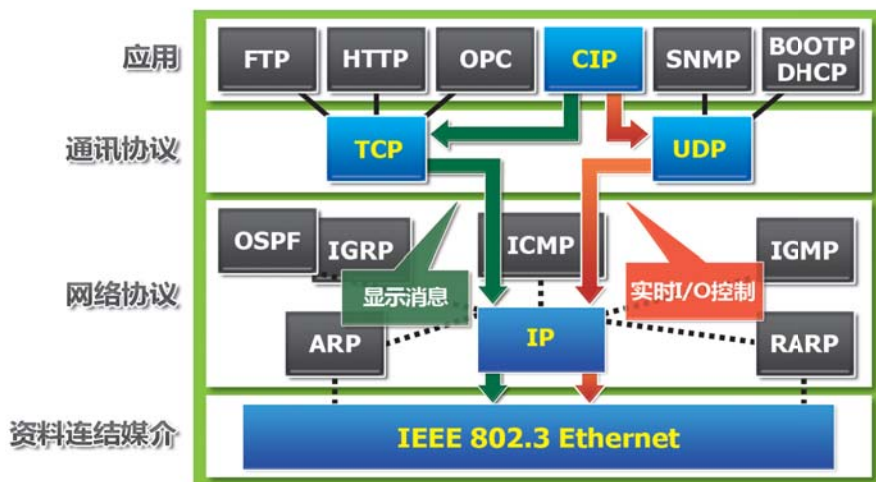 应用
FTP
HTTP
OPC
CIP
SNMP
BOOTP
DHCP
通讯协议
TCP
UDP
网络协议
OSPF
IGRP
ICMP
IGMP
显示消息
实时I/O控制
ARP
IP
RARP
资料连结媒介
IEEE 802.3 Ethernet